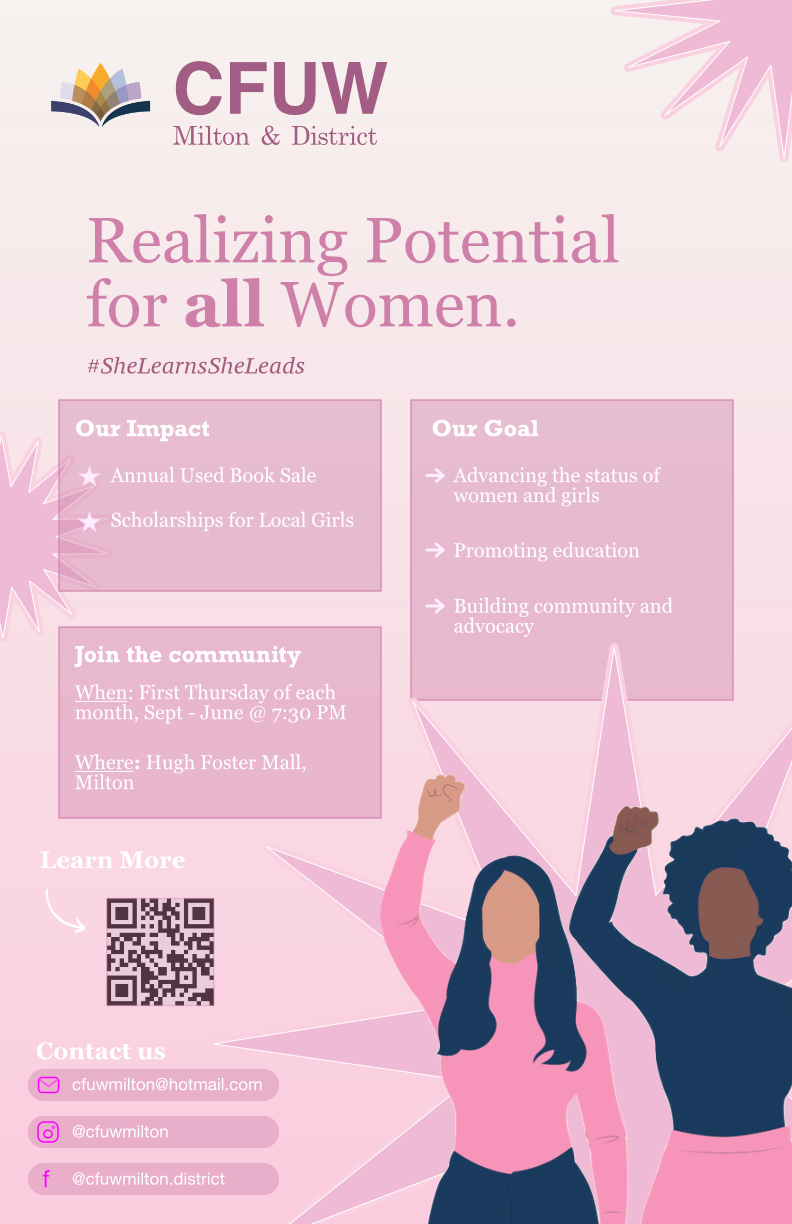 CFUW
Milton & District
Realizing Potential
for all Women.
#SheLearnsSheLeads
Our Impact
Annual Used Book Sale
Scholarships for Local Girls
Our Goal
Advancing the status of
women and girls
Promoting education
Building community and
advocacy
Join the community
When: First Thursday of each
month, Sept - June @ 7:30 PM
Where: Hugh Foster Mall,
Milton
Learn More
Contact us
cfuwmilton@hotmail.com
@cfuwmilton
@cfuwmilton.district